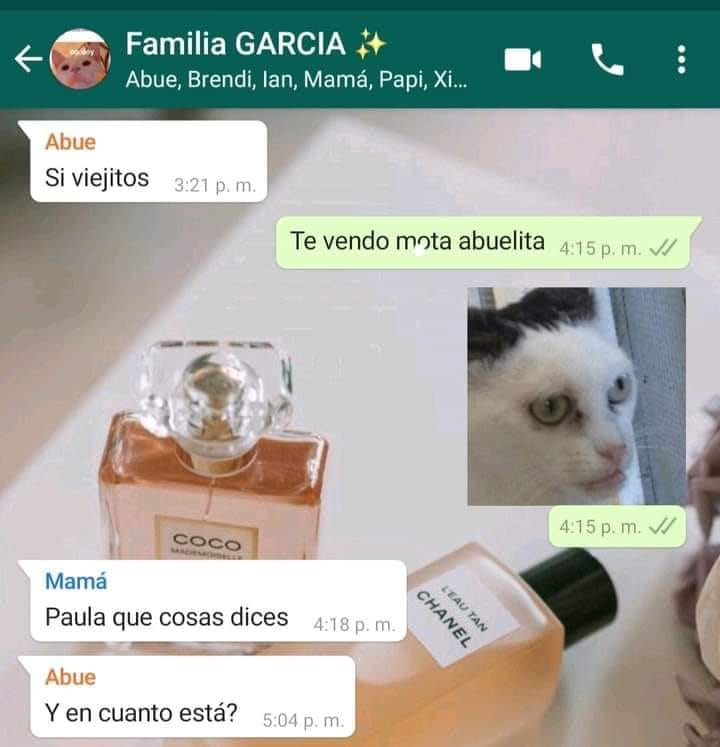 Familia GARCIA ✨
Abue, Brendi, Ian, Mamá, Papi, Xi...
Abue
Si viejitos 3:21 p. m.
Te vendo mota abuelita 4:15 p. m.
4:15 p. m.
COCO
MADEMOISELLE
L'EAU TAN
CHANEL
Mamá
Paula que cosas dices 4:18 p. m.
Abue
Y en cuanto está? 5:04 p. m.